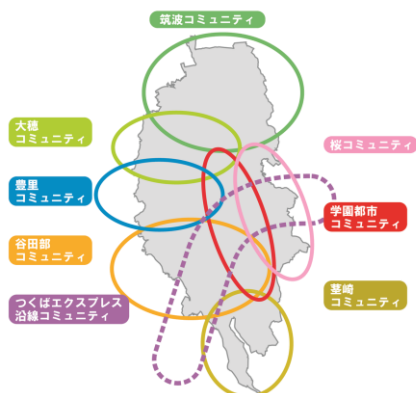 筑波コミュニティ
大穂
コミュニティ
桜コミュニティ
豊里
コミュニティ
学園都市
コミュニティ
谷田部
コミュニティ
つくばエクスプレス
沿線コミュニティ
茎崎
コミュニティ